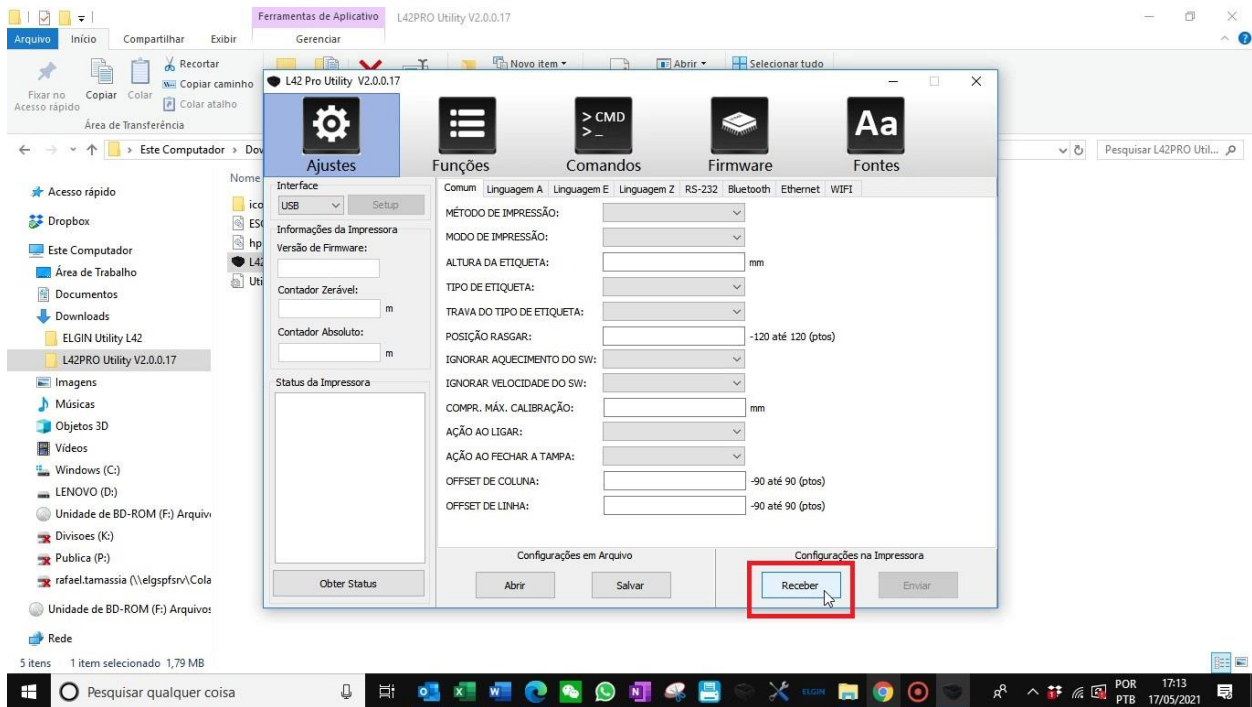 Ferramentas de Aplicativo
L42PRO Utility V2.0.0.17
Arquivo
Início
Compartilhar
Exibir
Gerenciar
Recortar
Copiar caminho
Colar atalho
Fixar no
Acesso rápido
Copiar
Colar
Novo item
Abrir
Selecionar tudo
Área de Transferência
Este Computador
Pesquisar L42PRO Util...
Nome
Acesso rápido
Dropbox
Este Computador
Área de Trabalho
Documentos
Downloads
ELGIN Utility L42
L42PRO Utility V2.0.0.17
Imagens
Músicas
Objetos 3D
Vídeos
Windows (C:)
LENOVO (D:)
Unidade de BD-ROM (F:) Arquiv
Divisoes (K:)
Publica (P:)
rafael.tamassia (\\elgspfsrv\Cola
Unidade de BD-ROM (F:) Arquivos
Rede
5 itens
1 item selecionado 1,79 MB
L42 Pro Utility V2.0.0.17
> CMD
>_
Aa
Ajustes
Funções
Comandos
Firmware
Fontes
Interface
USB
Setup
Informações da Impressora
Versão de Firmware:
Contador Zerável:
m
Contador Absoluto:
m
Status da Impressora
Obter Status
Comum
Linguagem A
Linguagem E
Linguagem Z
RS-232
Bluetooth
Ethernet
WIFI
MÉTODO DE IMPRESSÃO:
MODO DE IMPRESSÃO:
ALTURA DA ETIQUETA: mm
TIPO DE ETIQUETA:
TRAVA DO TIPO DE ETIQUETA:
POSIÇÃO RASGAR: -120 até 120 (ptos)
IGNORAR AQUECIMENTO DO SW:
IGNORAR VELOCIDADE DO SW:
COMPR. MÁX. CALIBRAÇÃO: mm
AÇÃO AO LIGAR:
AÇÃO AO FECHAR A TAMPA:
OFFSET DE COLUNA: -90 até 90 (ptos)
OFFSET DE LINHA: -90 até 90 (ptos)
Configurações em Arquivo
Abrir
Salvar
Configurações na Impressora
Receber
Enviar
Pesquisar qualquer coisa
ELGIN
POR
PTB
17:13
17/05/2021